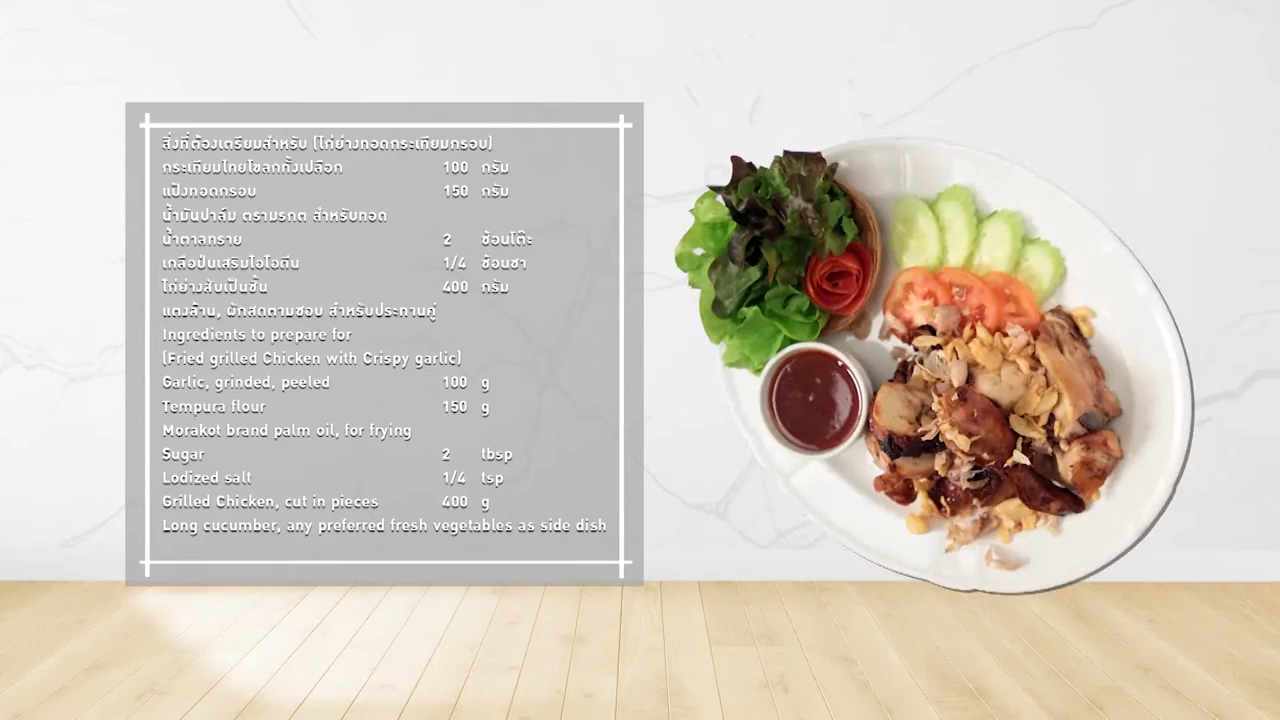 สิ่งที่ต้องเตรียมสำหรับ (ไก่ย่างทอดกระเทียมกรอบ)
กระเทียมไทยโขลกทั้งเปลือก 100 กรัม
แป้งทอดกรอบ 150 กรัม
น้ำมันปาล์ม ตรามรกต สำหรับทอด
น้ำตาลทราย 2 ช้อนโต๊ะ
เกลือป่นเสริมไอโอดีน 1/4 ช้อนชา
ไก่ย่างสับเป็นชิ้น 400 กรัม
แตงล้าน, ผักสดตามชอบ สำหรับประทานคู่
Ingredients to prepare for
(Fried grilled Chicken with Crispy garlic)
Garlic, grinded, peeled 100 g
Tempura flour 150 g
Morakot brand palm oil, for frying
Sugar 2 tbsp
Lodized salt 1/4 tsp
Grilled Chicken, cut in pieces 400 g
Long cucumber, any preferred fresh vegetables as side dish